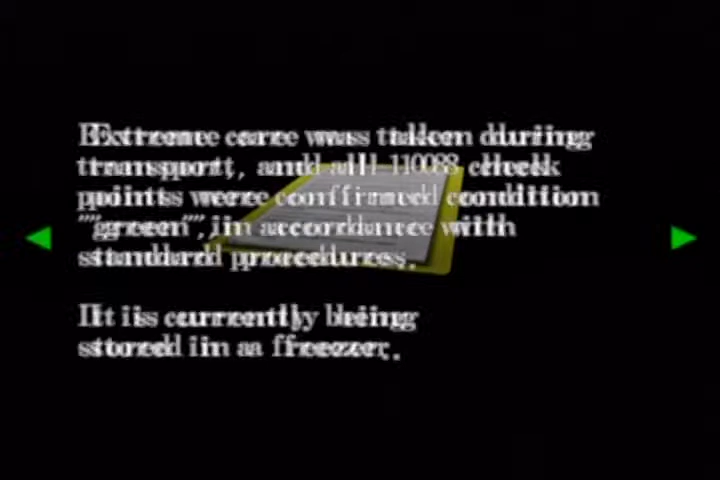 Extreme care was taken during
transport, and all 108 check
points were confirmed condition
"green", in accordance with
standard procedures.
It is currently being
stored in a freezer.